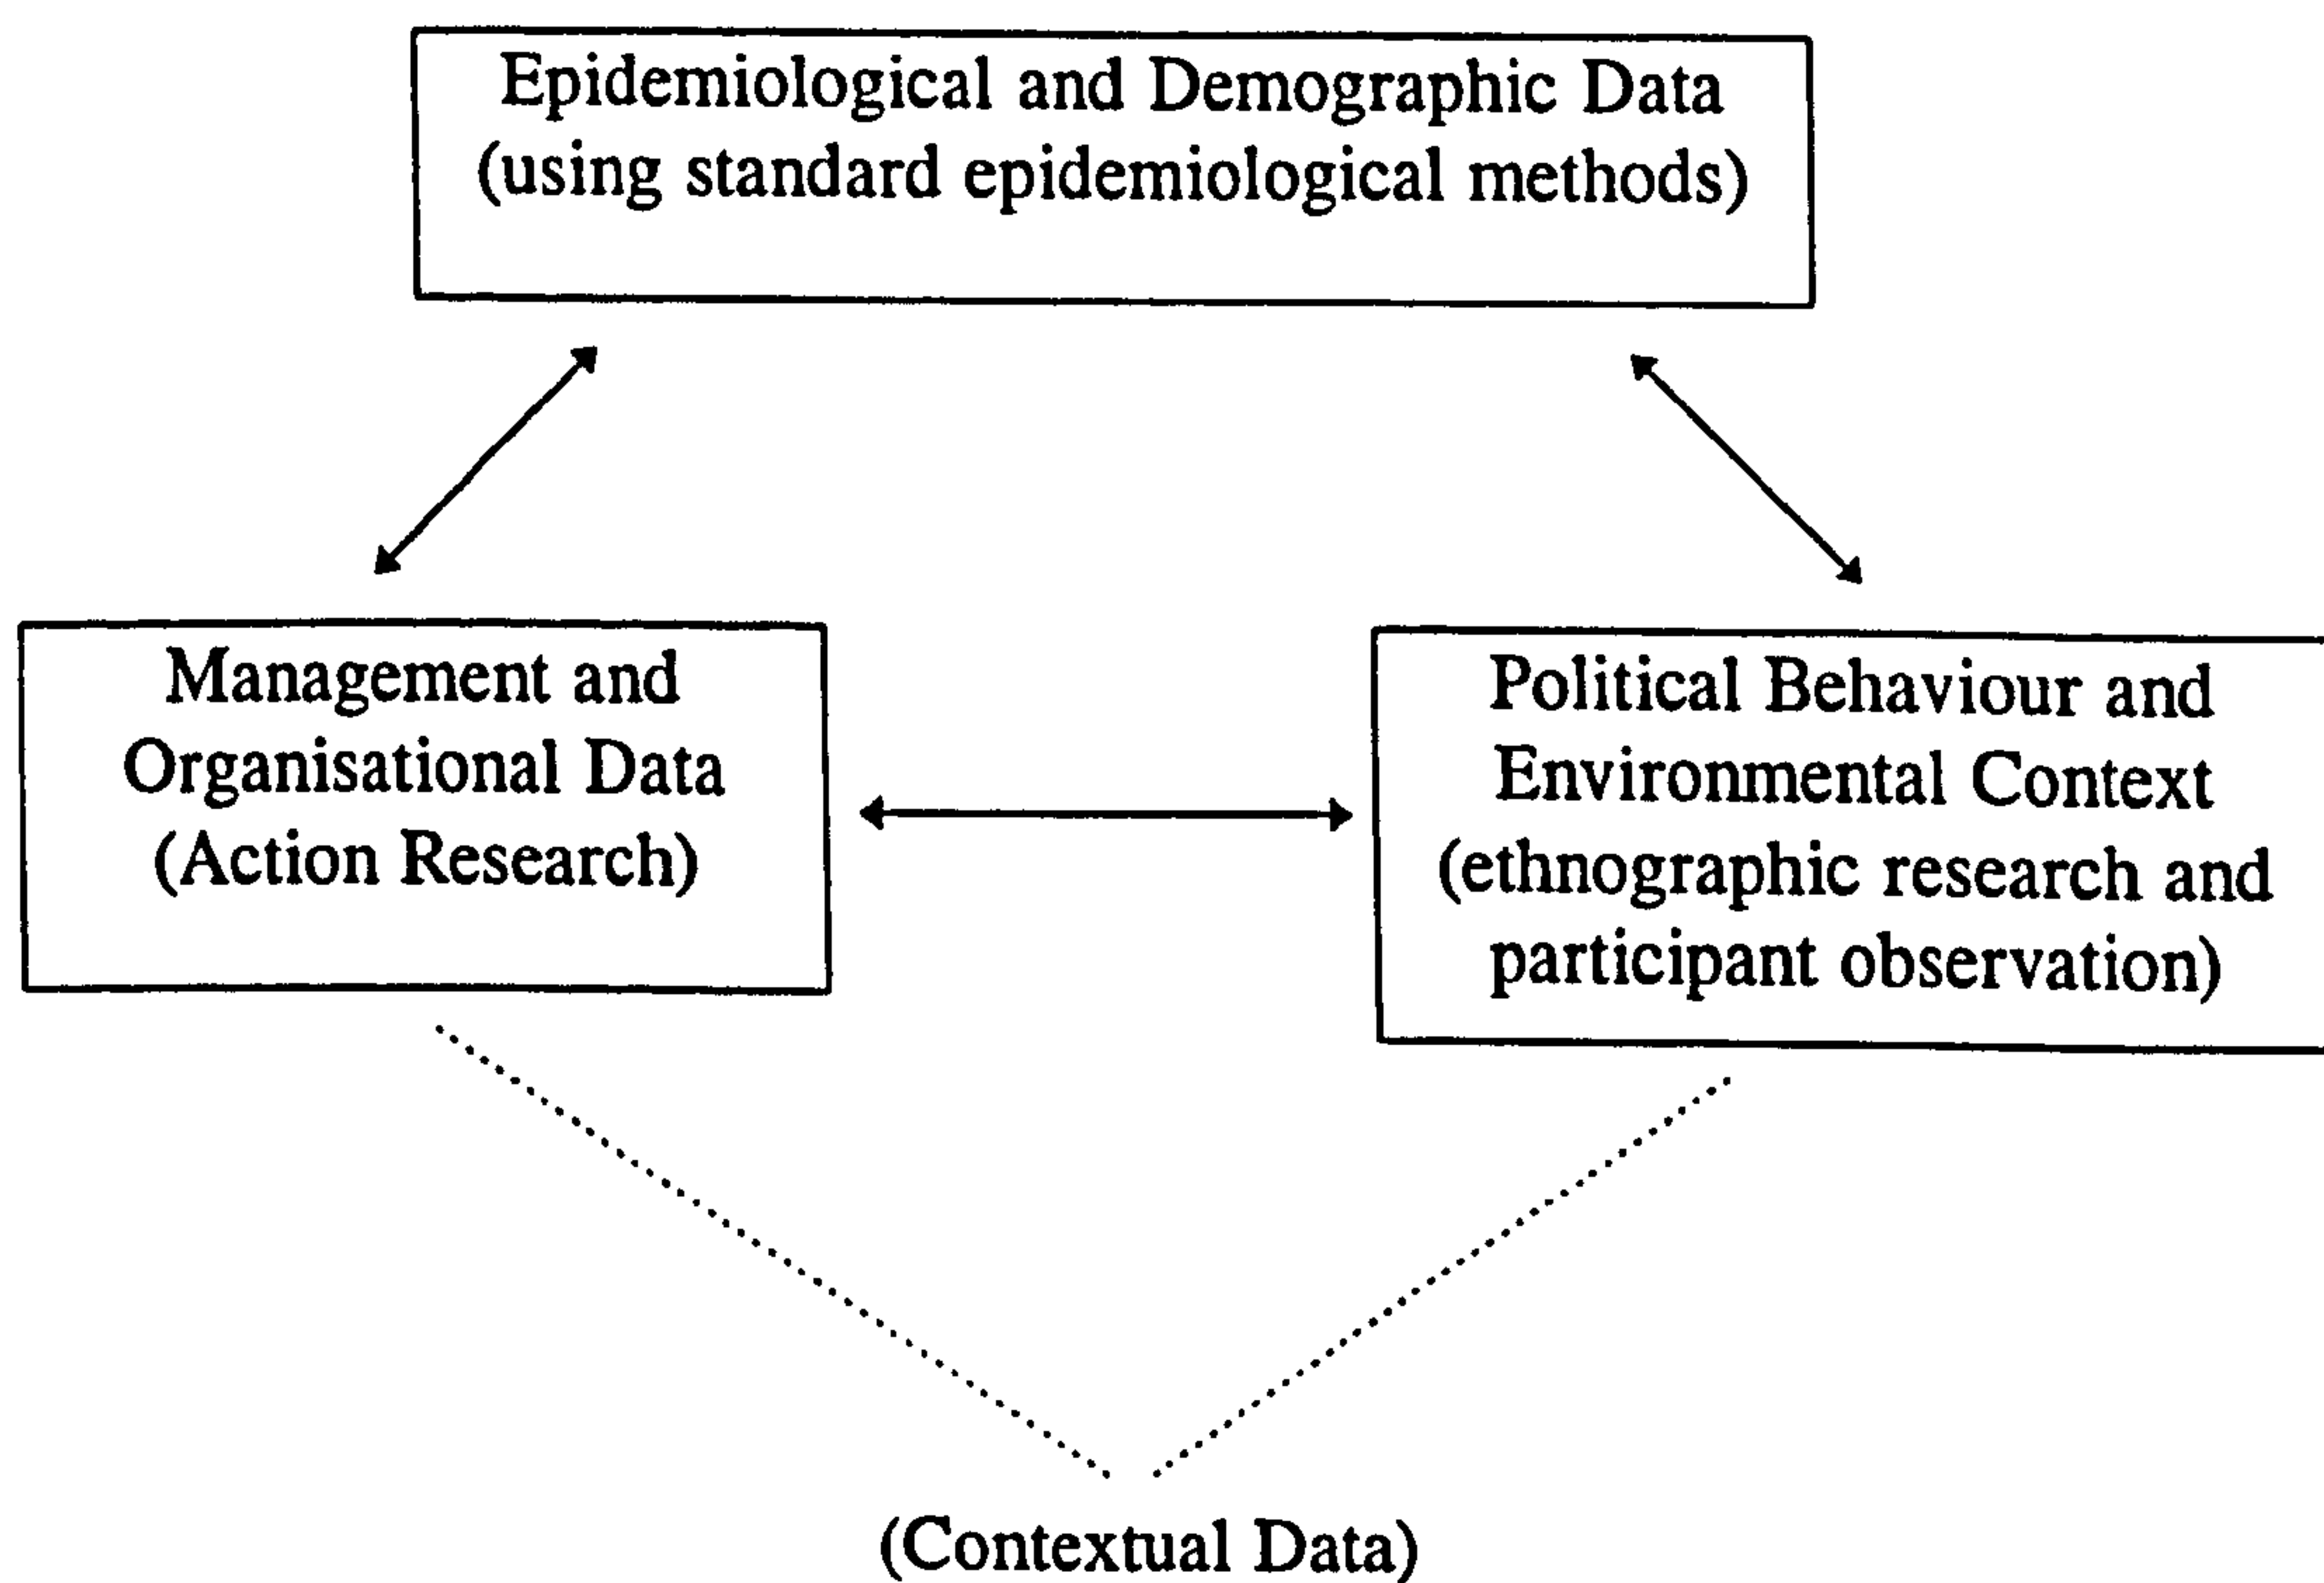 Epidemiological and Demographic Data
(using standard epidemiological methods)
Management and
Organisational Data
(Action Research)
Political Behaviour and
Environmental Context
(ethnographic research and
participant observation)
(Contextual Data)